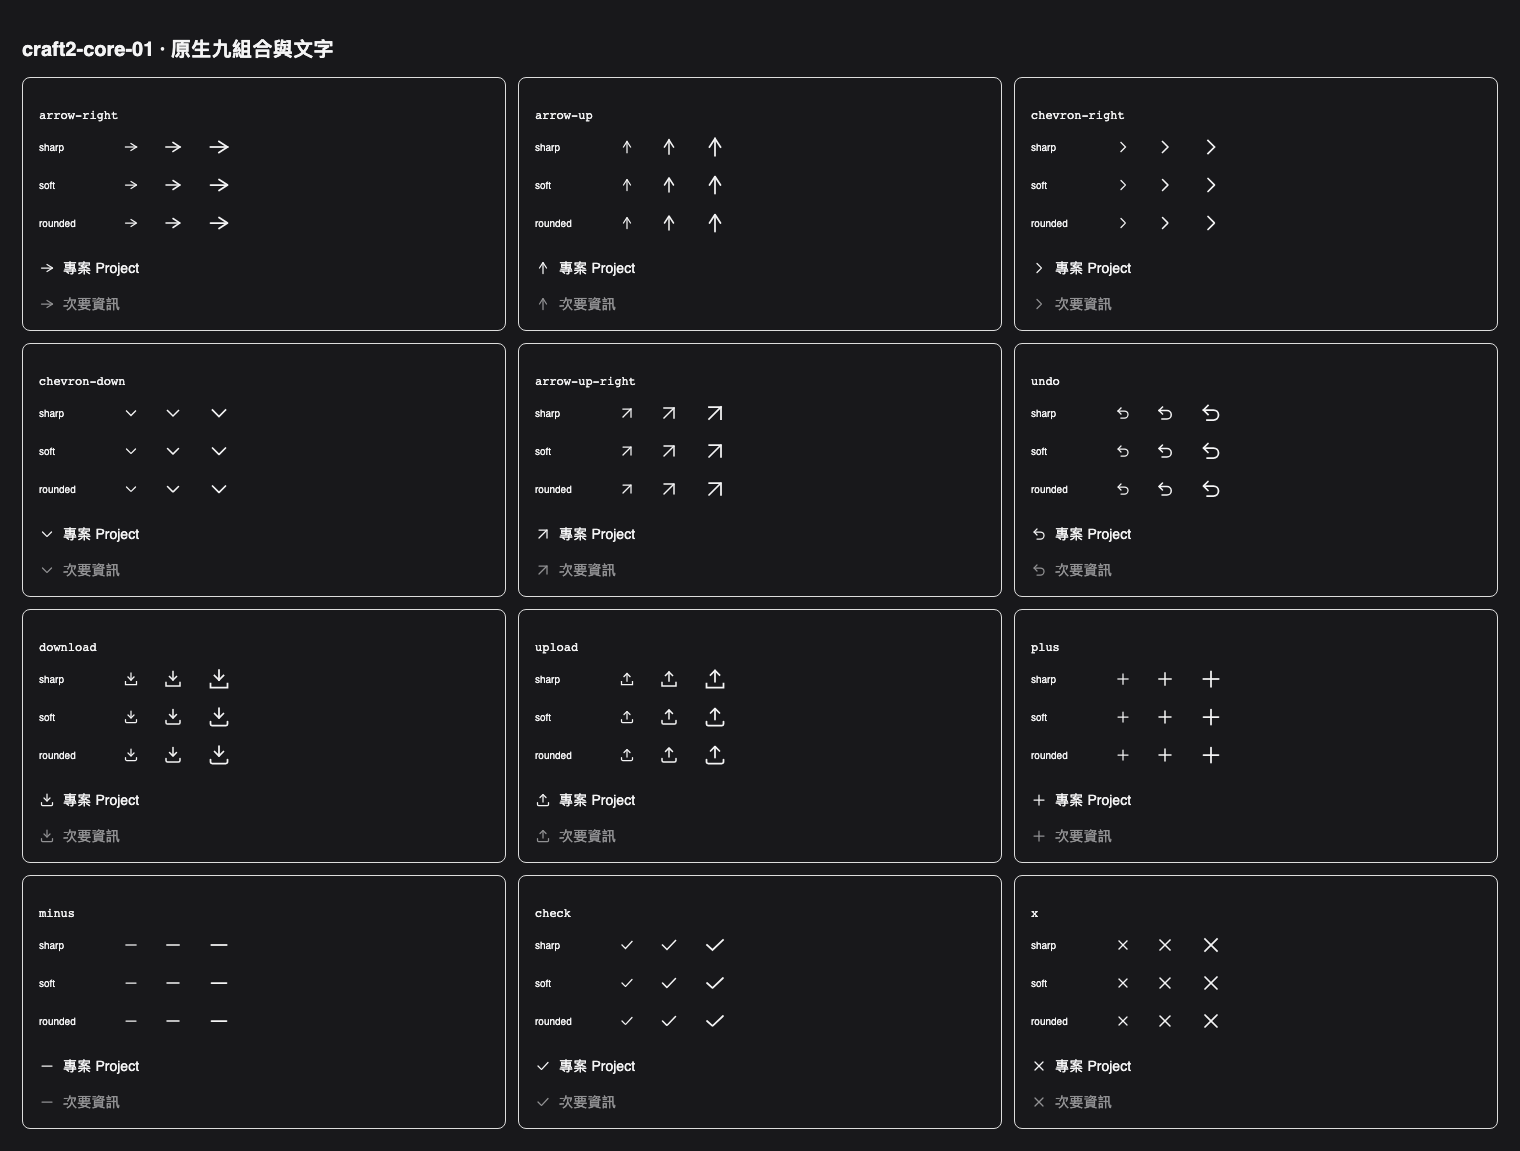 craft2-core-01 · 原生九組合與文字
arrow-right
sharp
soft
rounded
專案 Project
次要資訊
arrow-up
sharp
soft
rounded
專案 Project
次要資訊
chevron-right
sharp
soft
rounded
專案 Project
次要資訊
chevron-down
sharp
soft
rounded
專案 Project
次要資訊
arrow-up-right
sharp
soft
rounded
專案 Project
次要資訊
undo
sharp
soft
rounded
專案 Project
次要資訊
download
sharp
soft
rounded
專案 Project
次要資訊
upload
sharp
soft
rounded
專案 Project
次要資訊
plus
sharp
soft
rounded
專案 Project
次要資訊
minus
sharp
soft
rounded
專案 Project
次要資訊
check
sharp
soft
rounded
專案 Project
次要資訊
x
sharp
soft
rounded
專案 Project
次要資訊